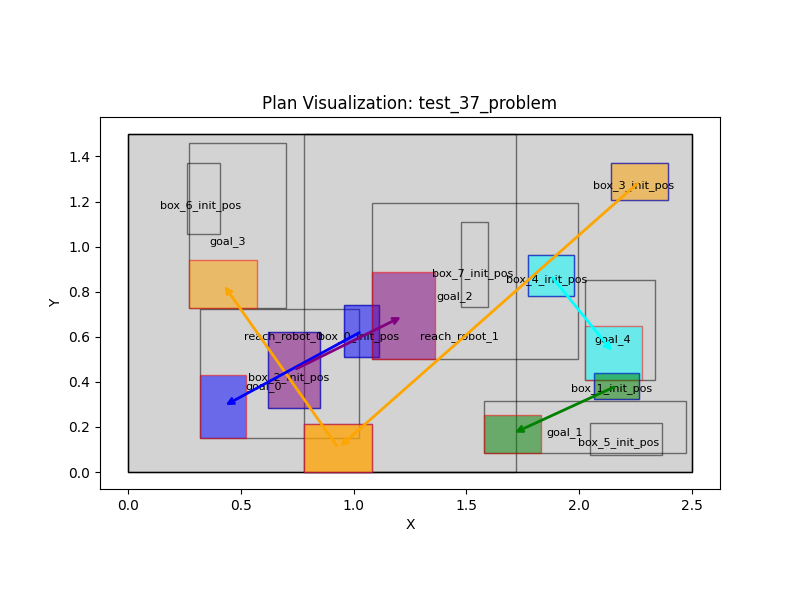 Plan Visualization: test_37_problem
Y
1.4
1.2
1.0
0.8
0.6
0.4
0.2
0.0
box_3_init_pos
box_6_init_pos
goal_3
box_7_init_pos
box_4_init_pos
goal_2
reach_robot_0
box_0_init_pos
reach_robot_1
goal_4
box_2_init_pos
goal_0
box_1_init_pos
goal_1
box_5_init_pos
0.0
0.5
1.0
1.5
2.0
2.5
X